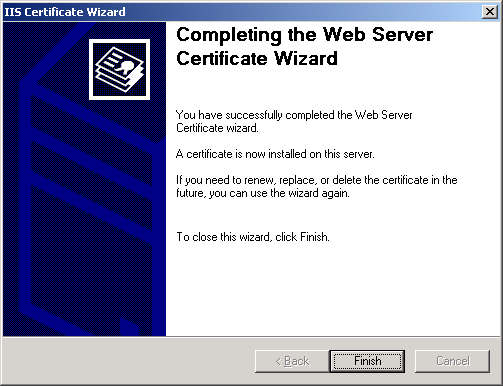 IIS Certificate Wizard
Completing the Web Server
Certificate Wizard
You have successfully completed the Web Server
Certificate wizard.
A certificate is now installed on this server.
If you need to renew, replace, or delete the certificate in the
future, you can use the wizard again.
To close this wizard, click Finish.
< Back
Finish
Cancel